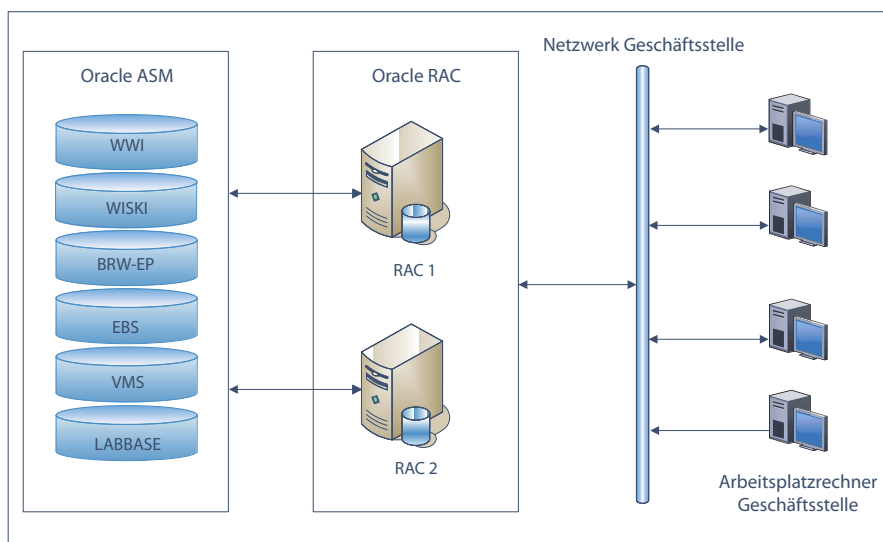 Oracle ASM
WWI
WISKI
BRW-EP
EBS
VMS
LABBASE
Oracle RAC
RAC 1
RAC 2
Netzwerk Geschäftsstelle
Arbeitsplatzrechner
Geschäftsstelle